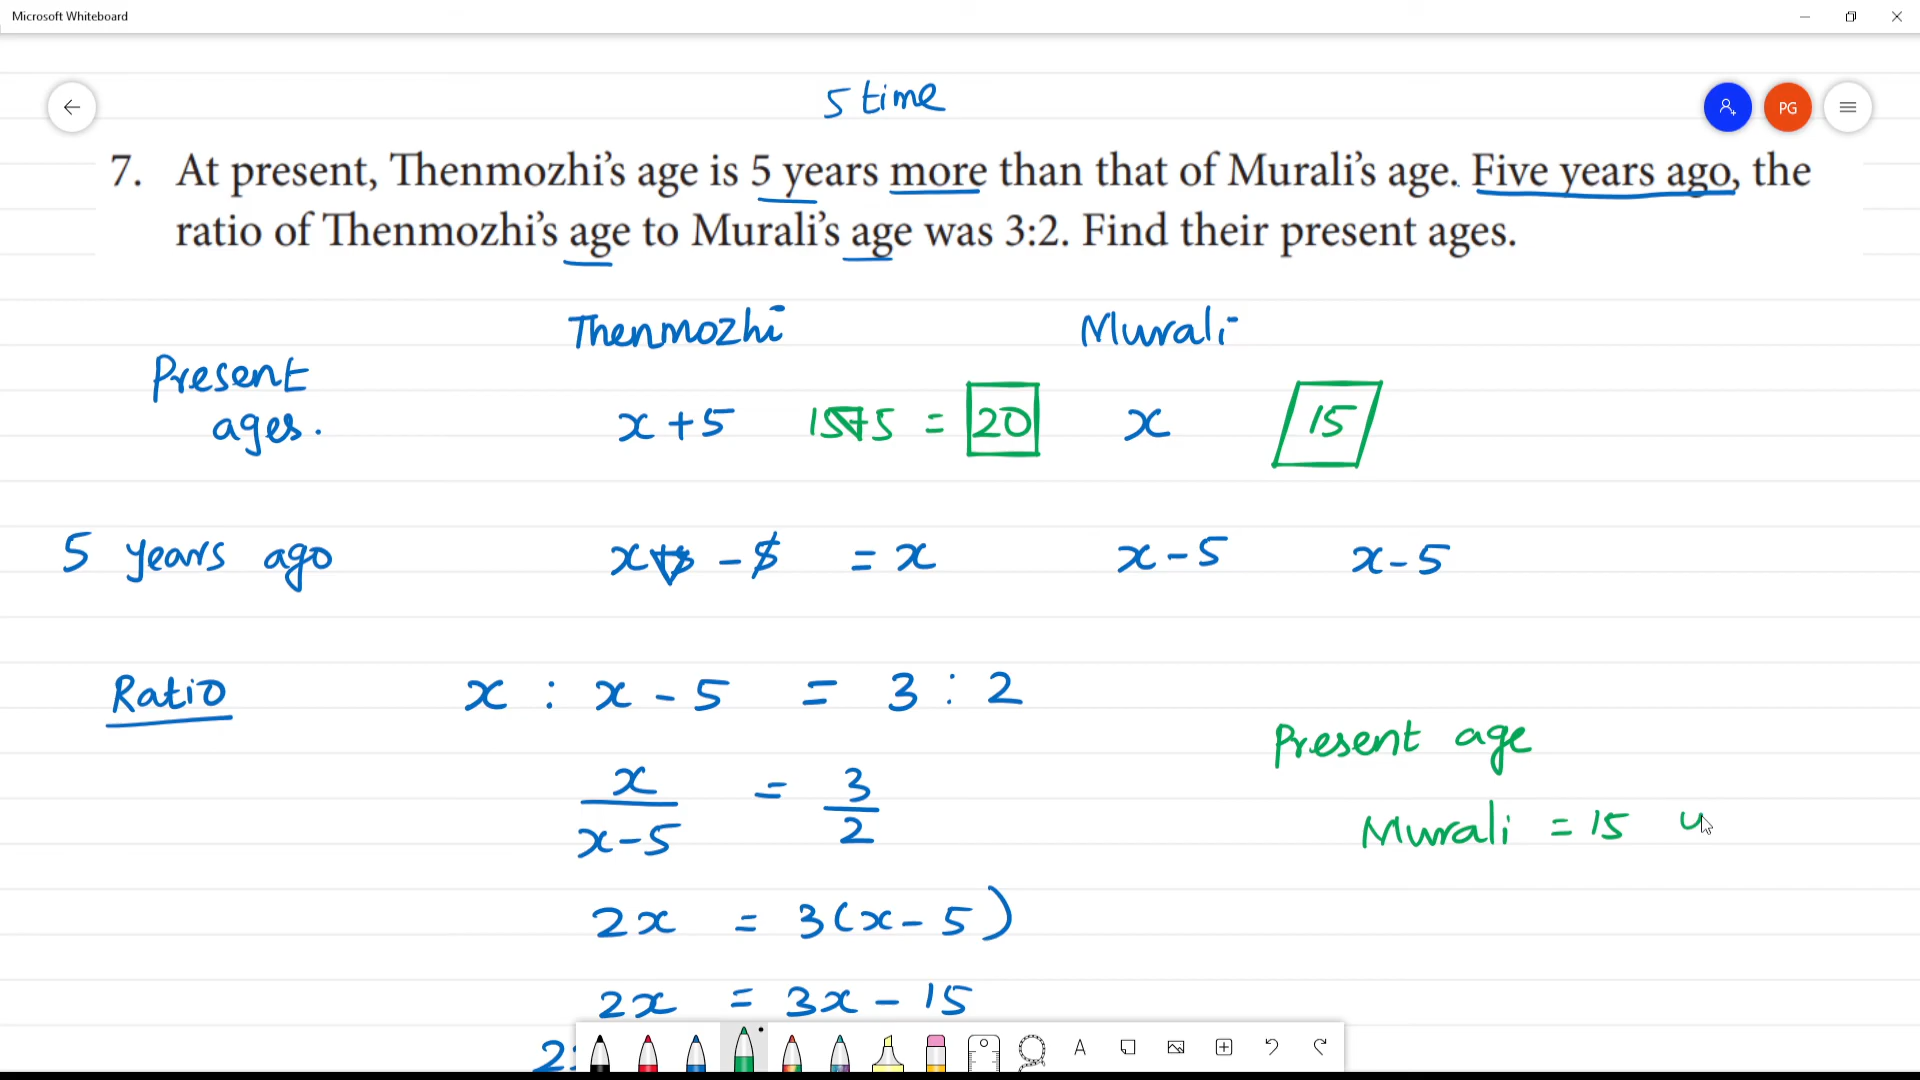 Microsoft Whiteboard
5 time
PG
7. At present, Thenmozhi's age is 5 years more than that of Murali's age. Five years ago, the
ratio of Thenmozhi's age to Murali's age was 3:2. Find their present ages.
Thenmozhi Murali
Present
ages.
x + 5 15+5 = 20 x 15
5 years ago x+5 - 5 = x x - 5 x - 5
Ratio x : x - 5 = 3 : 2
Present age
x/x-5 = 3/2
Murali = 15
2x = 3(x - 5)
2x = 3x - 15
A